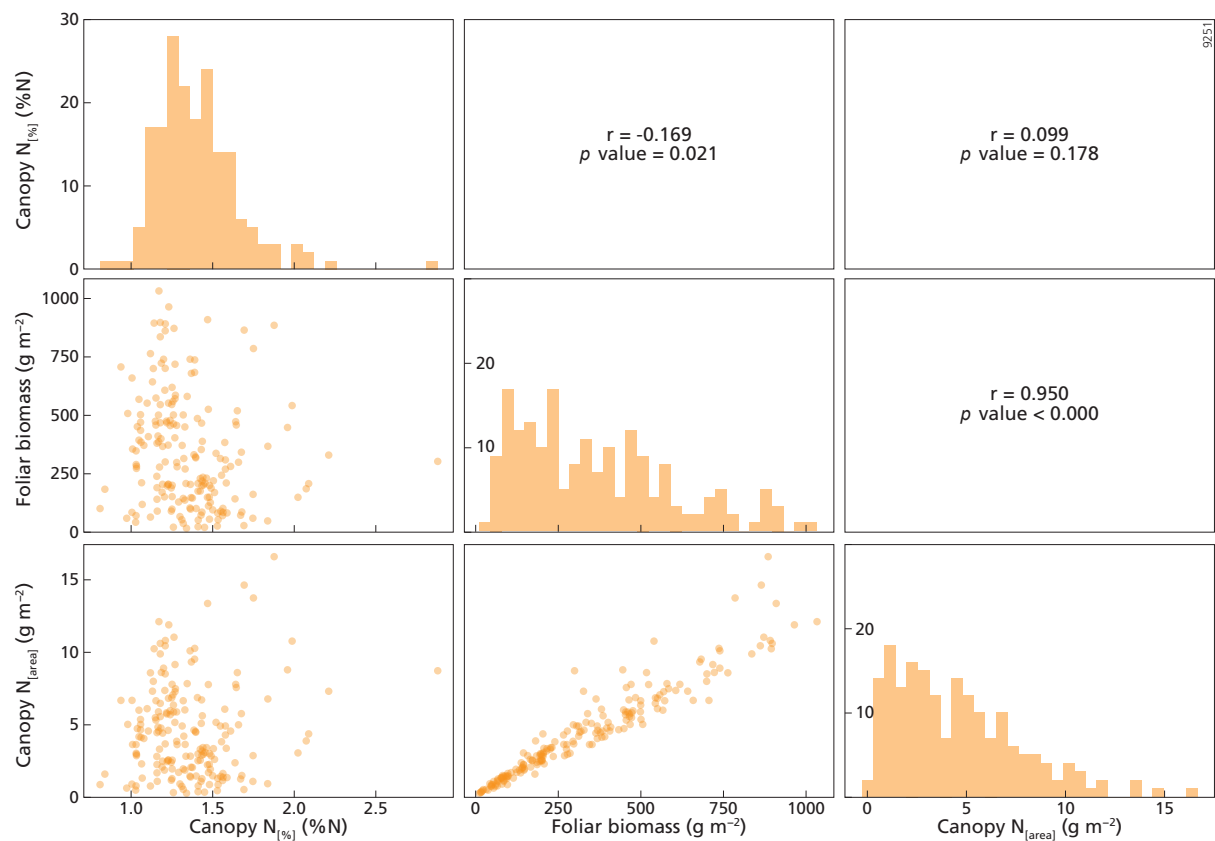 30
20
10
0
Canopy N[%] (%N)
r = -0.169
p value = 0.021
r = 0.099
p value = 0.178
9251
1000
750
500
250
0
Foliar biomass (g m⁻²)
20
10
r = 0.950
p value < 0.000
15
10
5
0
Canopy N[area] (g m⁻²)
20
10
1.0 1.5 2.0 2.5
Canopy N[%] (%N)
0 250 500 750 1000
Foliar biomass (g m⁻²)
0 5 10 15
Canopy N[area] (g m⁻²)